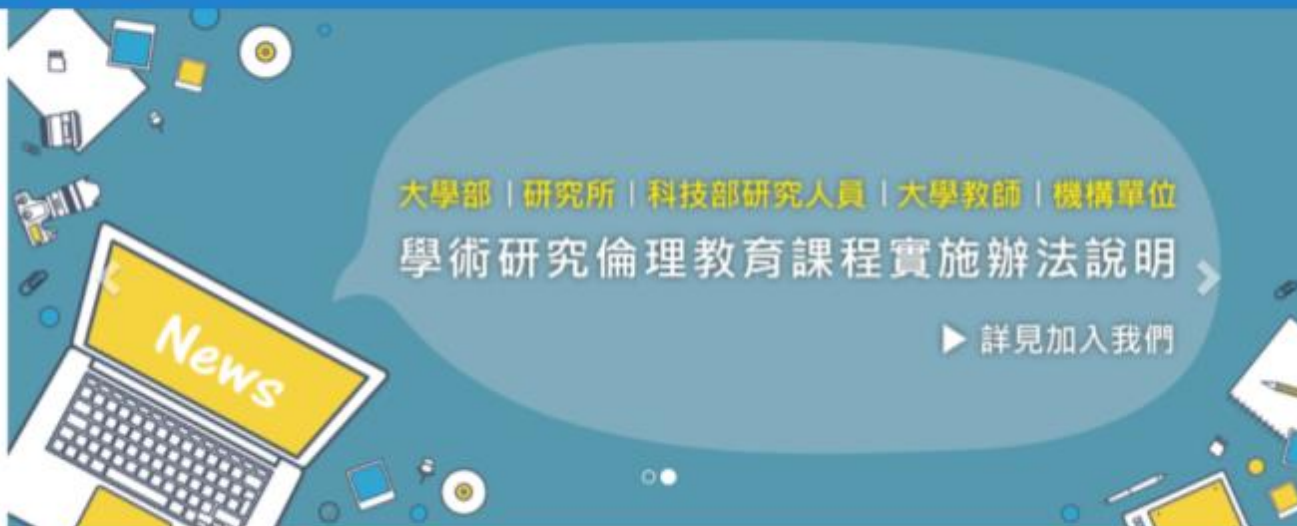 大學部 | 研究所 | 科技部研究人員 | 大學教師 | 機構單位
學術研究倫理教育課程實施辦法說明
▶ 詳見加入我們
News